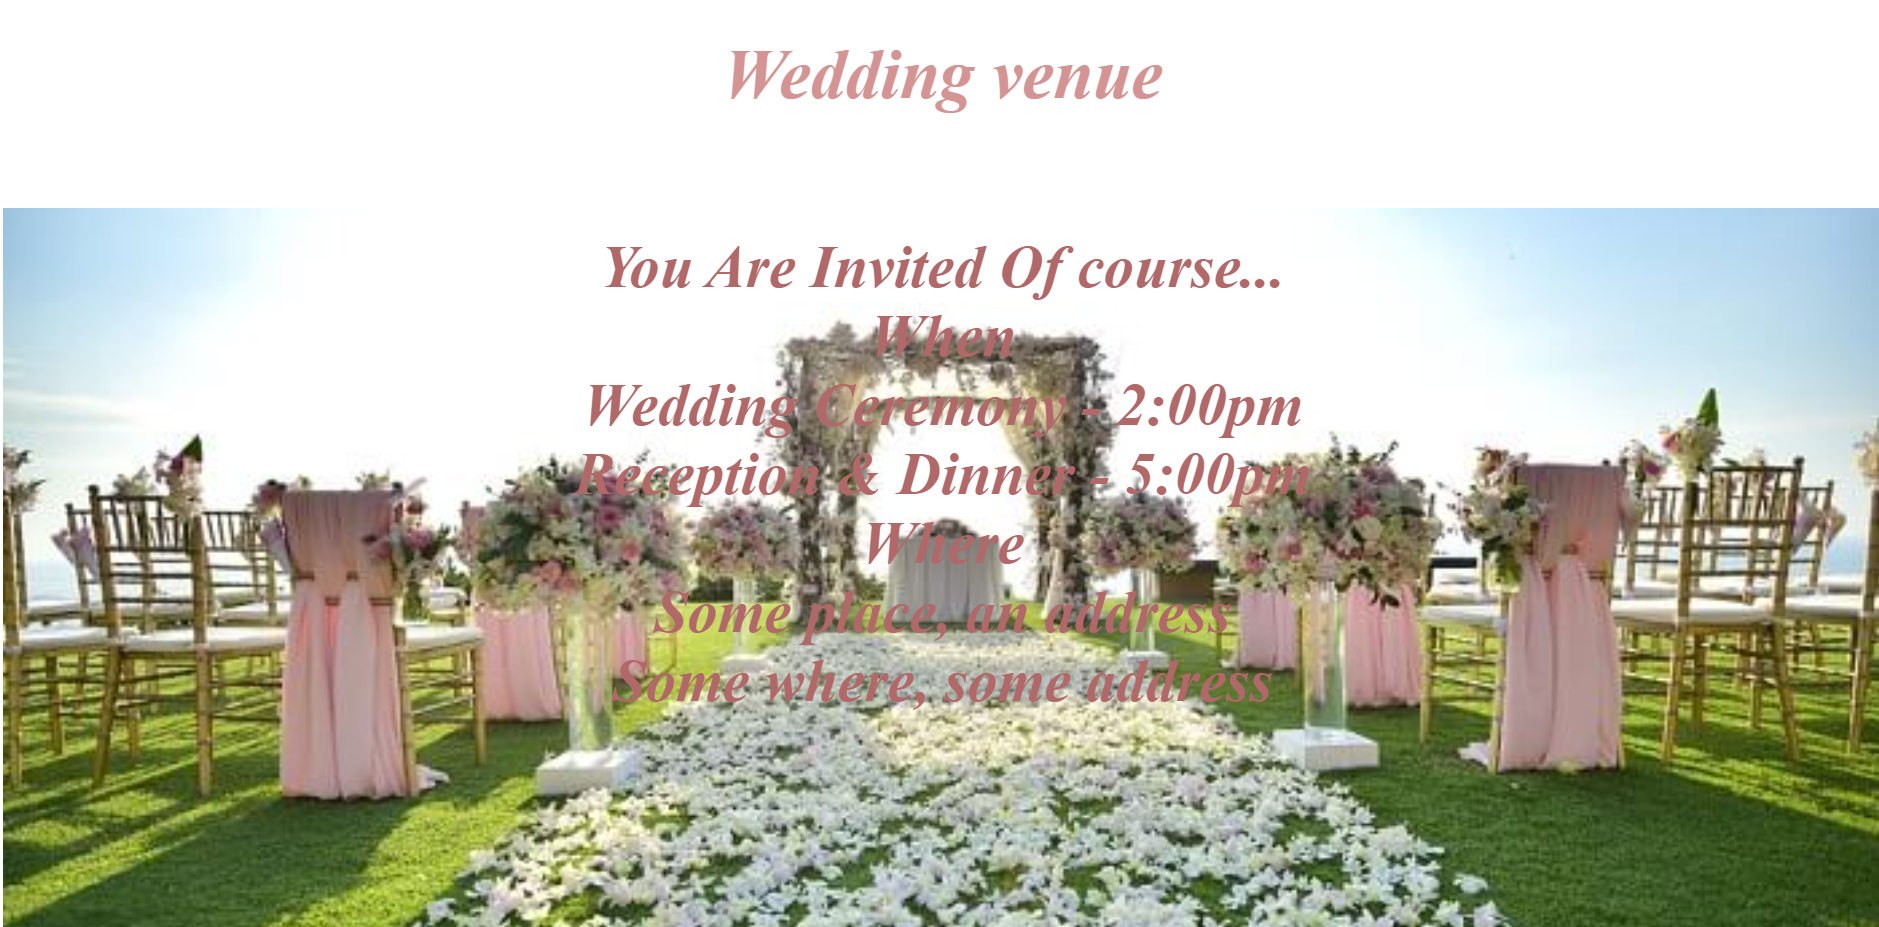 Wedding venue
You Are Invited Of course...
When
Wedding Ceremony - 2:00pm
Reception & Dinner - 5:00pm
Where
Some place, an address
Some where, some address